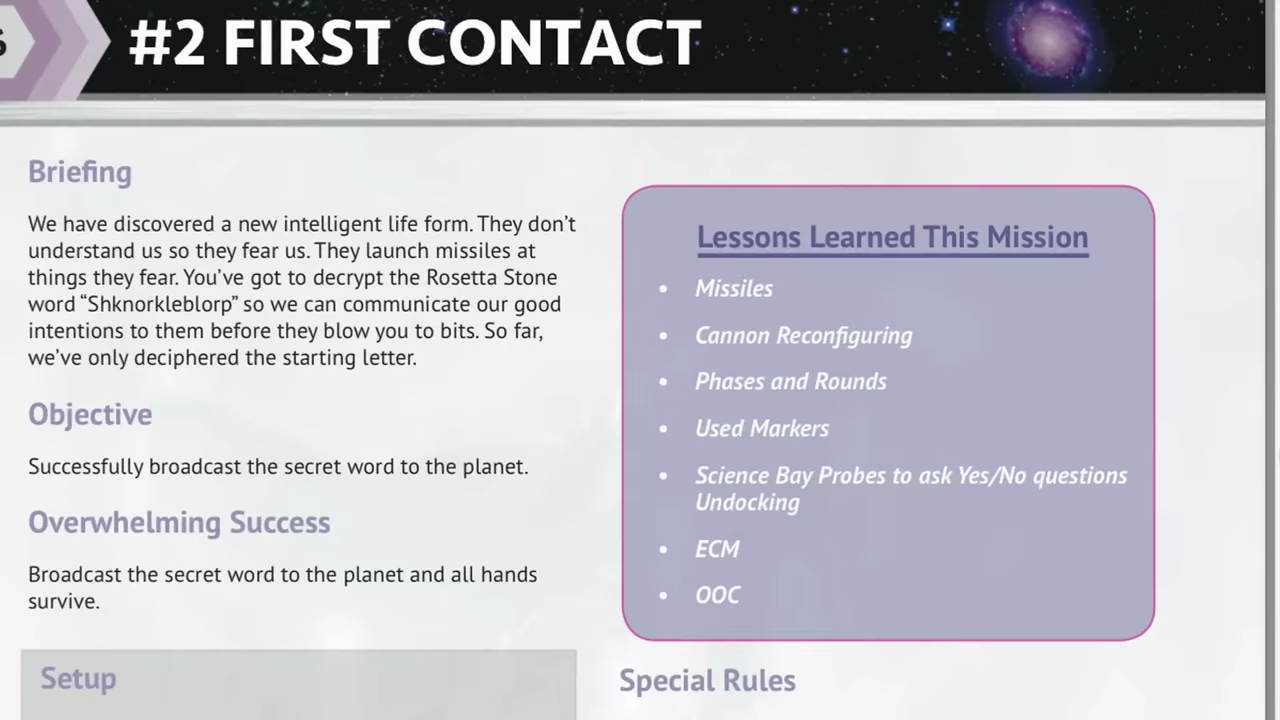 #2 FIRST CONTACT
Briefing
We have discovered a new intelligent life form. They don’t
understand us so they fear us. They launch missiles at
things they fear. You’ve got to decrypt the Rosetta Stone
word “Shknorkleblorp” so we can communicate our good
intentions to them before they blow you to bits. So far,
we’ve only deciphered the starting letter.
Objective
Successfully broadcast the secret word to the planet.
Overwhelming Success
Broadcast the secret word to the planet and all hands
survive.
Setup
Lessons Learned This Mission
• Missiles
• Cannon Reconfiguring
• Phases and Rounds
• Used Markers
• Science Bay Probes to ask Yes/No questions
Undocking
• ECM
• OOC
Special Rules